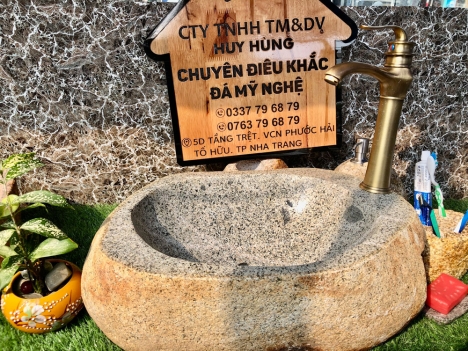 CTY TNHH TM&DV
HUY HÙNG
CHUYÊN ĐIÊU KHẮC
ĐÁ MỸ NGHỆ
0337 79 68 79
0763 79 68 79
5D TẦNG TRỆT. VCN PHƯỚC HẢI
TỐ HỮU. TP NHA TRANG